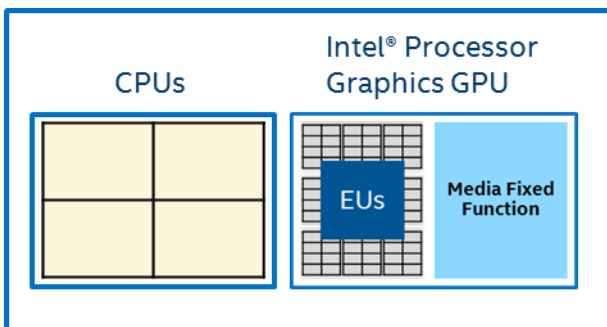 CPUs
Intel® Processor
Graphics GPU
EUs
Media Fixed
Function